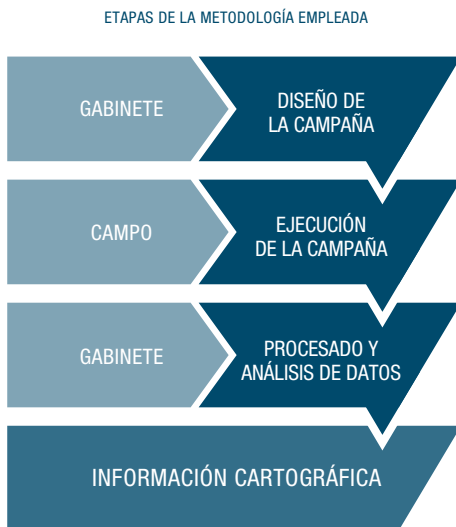 ETAPAS DE LA METODOLOGÍA EMPLEADA
GABINETE
DISEÑO DE
LA CAMPAÑA
CAMPO
EJECUCIÓN
DE LA CAMPAÑA
GABINETE
PROCESADO Y
ANÁLISIS DE DATOS
INFORMACIÓN CARTOGRÁFICA